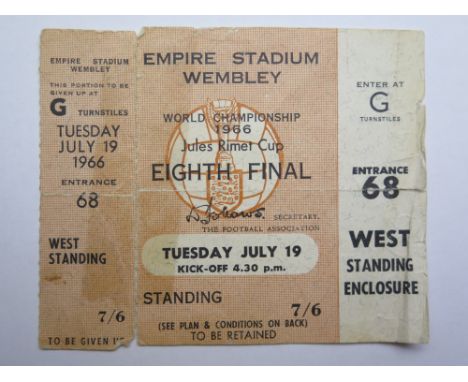 EMPIRE STADIUM
WEMBLEY
THIS PORTION TO BE
GIVEN UP AT
G
TURNSTILES
TUESDAY
JULY 19
1966
ENTRANCE
68
WEST
STANDING
7/6
TO BE GIVEN
EMPIRE STADIUM
WEMBLEY
WORLD CHAMPIONSHIP
1966
Jules Rimet Cup
EIGHTH FINAL
SECRETARY,
THE FOOTBALL ASSOCIATION
TUESDAY JULY 19
KICK-OFF 4.30 p.m.
STANDING
7/6
(SEE PLAN & CONDITIONS ON BACK)
TO BE RETAINED
ENTER AT
G
TURNSTILES
ENTRANCE
68
WEST
STANDING
ENCLOSURE